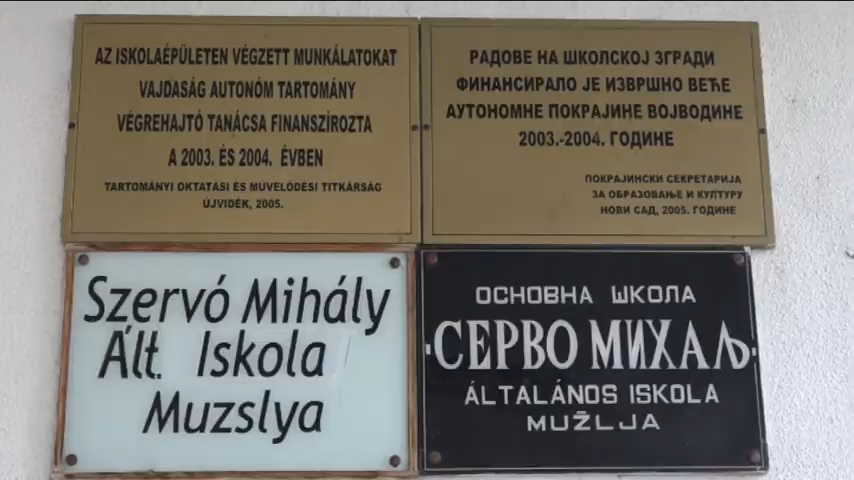 AZ ISKOLAÉPÜLETEN VÉGZETT MUNKÁLATOKAT
VAJDASÁG AUTONÓM TARTOMÁNY
VÉGREHAJTÓ TANÁCSA FINANSZÍROZTA
A 2003. ÉS 2004. ÉVBEN
TARTOMÁNYI OKTATÁSI ÉS MŰVELŐDÉSI TITKÁRSÁG
ÚJVIDÉK, 2005.
РАДОВЕ НА ШКОЛСКОЈ ЗГРАДИ
ФИНАНСИРАЛО ЈЕ ИЗВРШНО ВЕЋЕ
АУТОНОМНЕ ПОКРАЈИНЕ ВОЈВОДИНЕ
2003.-2004. ГОДИНЕ
ПОКРАЈИНСКИ СЕКРЕТАРИЈА
ЗА ОБРАЗОВАЊЕ И КУЛТУРУ
НОВИ САД, 2005. ГОДИНЕ
Szervó Mihály
Ált. Iskola
Muzslya
ОСНОВНА ШКОЛА
СЕРВО МИХАЉ
ÁLTALÁNOS ISKOLA
MUŽLJA